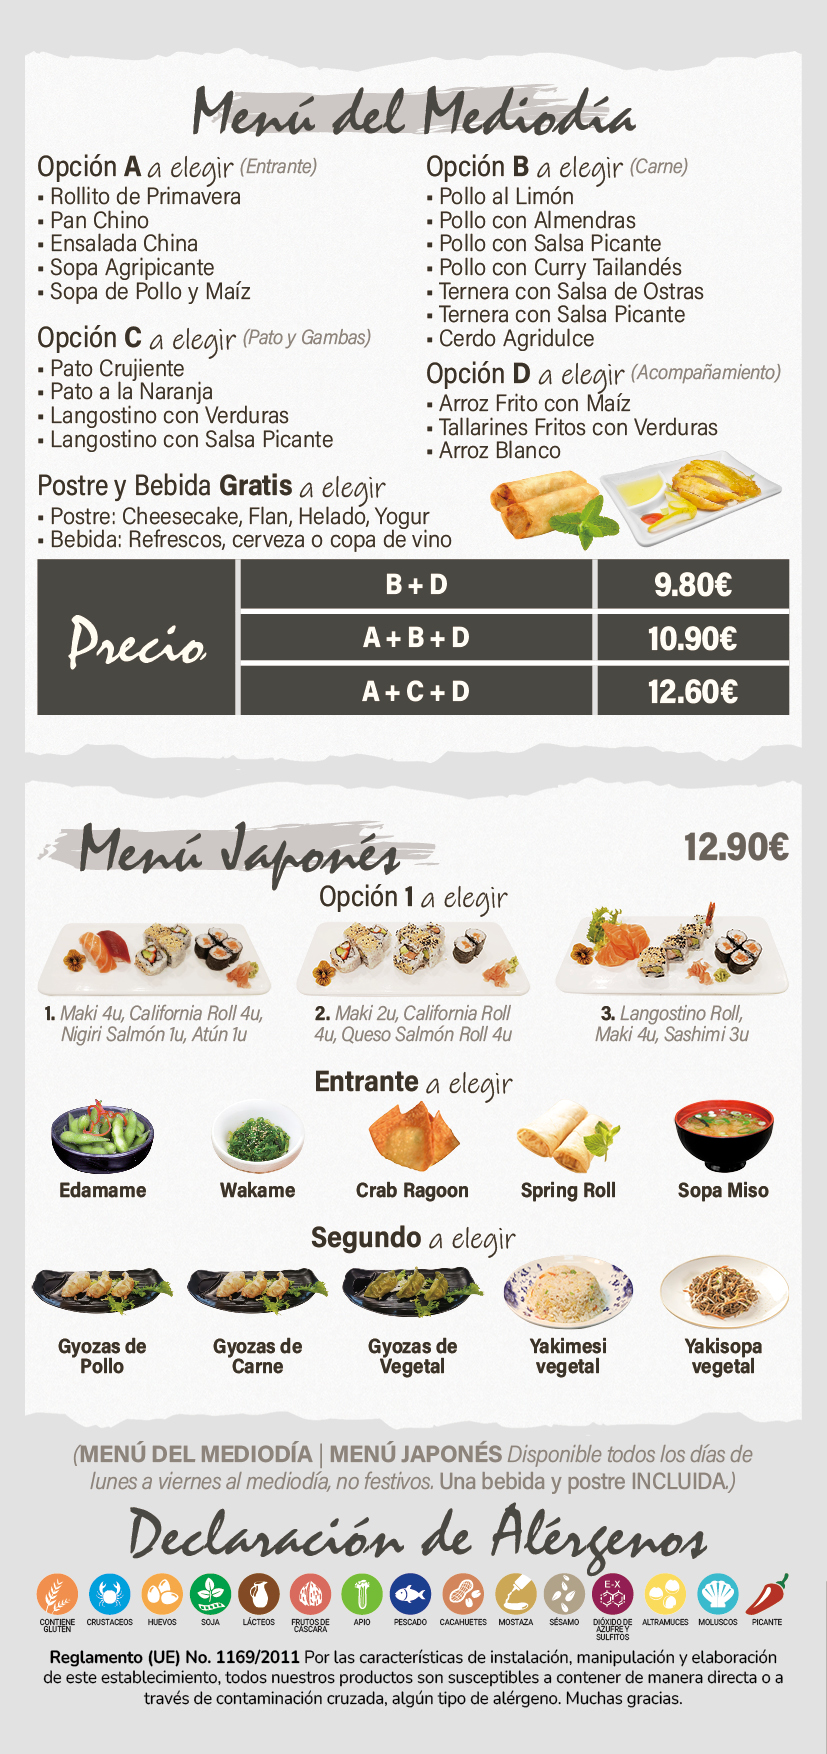 Menú del Mediodía
Opción A a elegir (Entrante)
▪ Rollito de Primavera
▪ Pan Chino
▪ Ensalada China
▪ Sopa Agripicante
▪ Sopa de Pollo y Maíz
Opción B a elegir (Carne)
▪ Pollo al Limón
▪ Pollo con Almendras
▪ Pollo con Salsa Picante
▪ Pollo con Curry Tailandés
▪ Ternera con Salsa de Ostras
▪ Ternera con Salsa Picante
▪ Cerdo Agridulce
Opción C a elegir (Pato y Gambas)
▪ Pato Crujiente
▪ Pato a la Naranja
▪ Langostino con Verduras
▪ Langostino con Salsa Picante
Opción D a elegir (Acompañamiento)
▪ Arroz Frito con Maíz
▪ Tallarines Fritos con Verduras
▪ Arroz Blanco
Postre y Bebida Gratis a elegir
▪ Postre: Cheesecake, Flan, Helado, Yogur
▪ Bebida: Refrescos, cerveza o copa de vino
Precio
B + D 9.80€
A + B + D 10.90€
A + C + D 12.60€
Menú Japonés
12.90€
Opción 1 a elegir
1. Maki 4u, California Roll 4u,
Nigiri Salmón 1u, Atún 1u
2. Maki 2u, California Roll
4u, Queso Salmón Roll 4u
3. Langostino Roll,
Maki 4u, Sashimi 3u
Entrante a elegir
Edamame
Wakame
Crab Ragoon
Spring Roll
Sopa Miso
Segundo a elegir
Gyozas de
Pollo
Gyozas de
Carne
Gyozas de
Vegetal
Yakimesi
vegetal
Yakisopa
vegetal
(MENÚ DEL MEDIODÍA | MENÚ JAPONÉS Disponible todos los días de
lunes a viernes al mediodía, no festivos. Una bebida y postre INCLUIDA.)
Declaración de Alérgenos
E-X
CONTIENE
GLUTEN
CRUSTACEOS
HUEVOS
SOJA
LÁCTEOS
FRUTOS DE
CÁSCARA
APIO
PESCADO
CACAHUETES
MOSTAZA
SÉSAMO
DIÓXIDO DE
AZUFRE Y
SULFITOS
ALTRAMUCES
MOLUSCOS
PICANTE
Reglamento (UE) No. 1169/2011 Por las características de instalación, manipulación y elaboración
de este establecimiento, todos nuestros productos son susceptibles a contener de manera directa o a
través de contaminación cruzada, algún tipo de alérgeno. Muchas gracias.